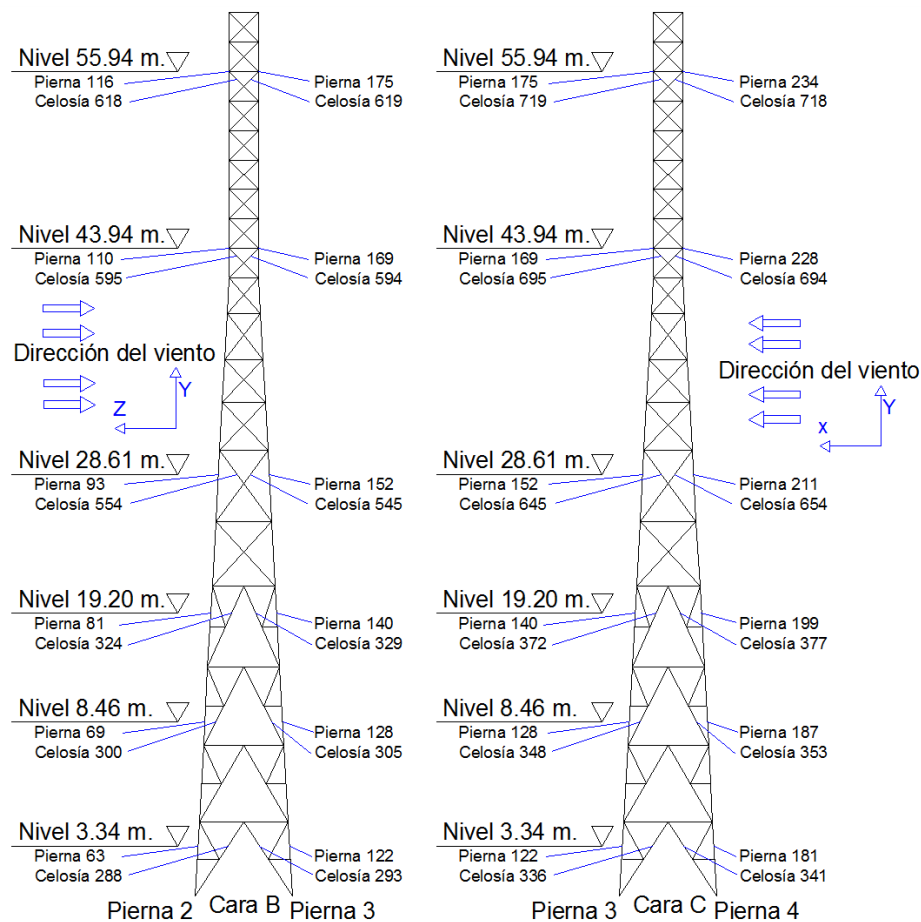 Nivel 55.94 m.
Pierna 116
Celosía 618
Pierna 175
Celosía 619
Nivel 43.94 m.
Pierna 110
Celosía 595
Pierna 169
Celosía 594
Dirección del viento
Y
Z
Nivel 28.61 m.
Pierna 93
Celosía 554
Pierna 152
Celosía 545
Nivel 19.20 m.
Pierna 81
Celosía 324
Pierna 140
Celosía 329
Nivel 8.46 m.
Pierna 69
Celosía 300
Pierna 128
Celosía 305
Nivel 3.34 m.
Pierna 63
Celosía 288
Pierna 122
Celosía 293
Pierna 2 Cara B Pierna 3
Nivel 55.94 m.
Pierna 175
Celosía 719
Pierna 234
Celosía 718
Nivel 43.94 m.
Pierna 169
Celosía 695
Pierna 228
Celosía 694
Dirección del viento
Y
x
Nivel 28.61 m.
Pierna 152
Celosía 645
Pierna 211
Celosía 654
Nivel 19.20 m.
Pierna 140
Celosía 372
Pierna 199
Celosía 377
Nivel 8.46 m.
Pierna 128
Celosía 348
Pierna 187
Celosía 353
Nivel 3.34 m.
Pierna 122
Celosía 336
Pierna 181
Celosía 341
Pierna 3 Cara C Pierna 4